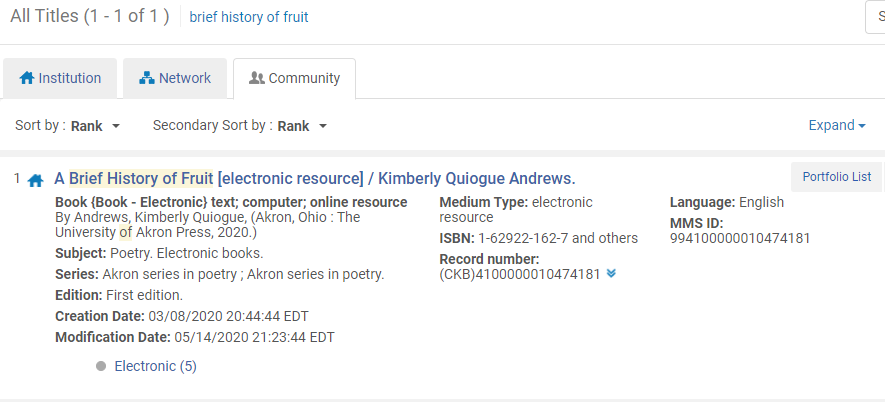 All Titles (1 - 1 of 1 ) brief history of fruit
S
Institution Network Community
Sort by : Rank Secondary Sort by : Rank Expand
1 A Brief History of Fruit [electronic resource] / Kimberly Quiogue Andrews. Portfolio List
Book {Book - Electronic} text; computer; online resource
By Andrews, Kimberly Quiogue, (Akron, Ohio : The
University of Akron Press, 2020.)
Subject: Poetry. Electronic books.
Series: Akron series in poetry ; Akron series in poetry.
Edition: First edition.
Creation Date: 03/08/2020 20:44:44 EDT
Modification Date: 05/14/2020 21:23:44 EDT
Medium Type: electronic
resource
ISBN: 1-62922-162-7 and others
Record number:
(CKB)4100000010474181
Language: English
MMS ID:
994100000010474181
Electronic (5)